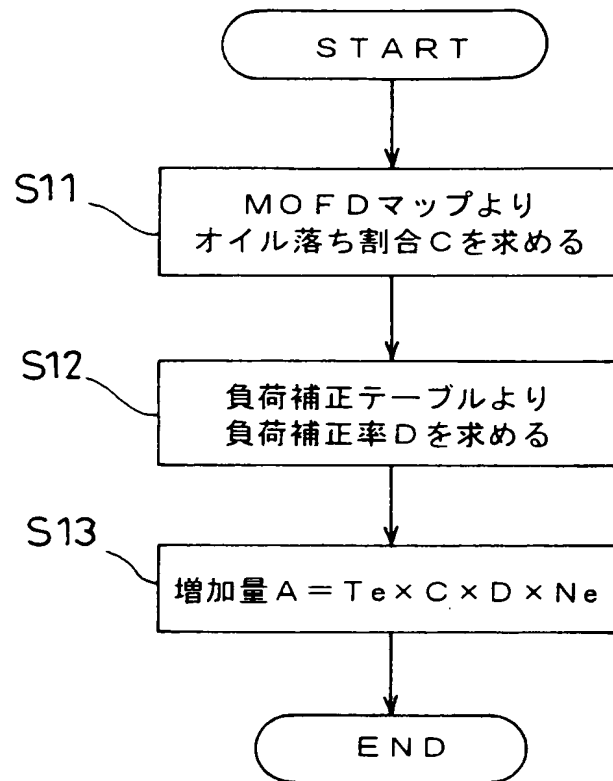 START
S11
MOFDマップより
オイル落ち割合Cを求める
S12
負荷補正テーブルより
負荷補正率Dを求める
S13
増加量A＝Te×C×D×Ne
END